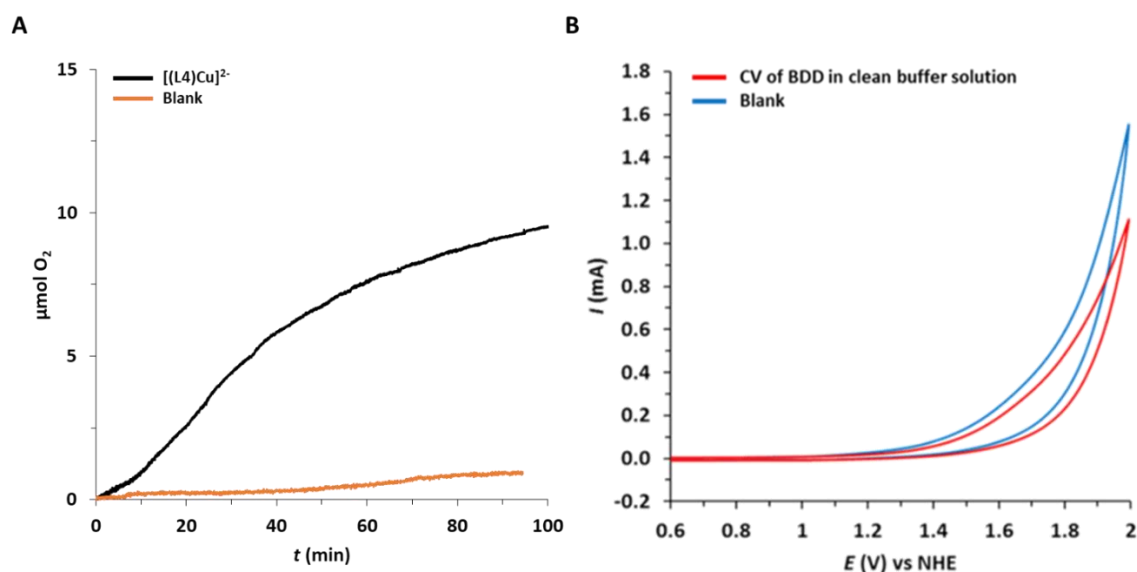 A
15
10
5
0
[(L4)Cu]²⁻
Blank
µmol O₂
0 20 40 60 80 100
t (min)
B
1.8
1.6
1.4
1.2
1.0
0.8
0.6
0.4
0.2
0.0
-0.2
CV of BDD in clean buffer solution
Blank
I (mA)
0.6 0.8 1 1.2 1.4 1.6 1.8 2
E (V) vs NHE